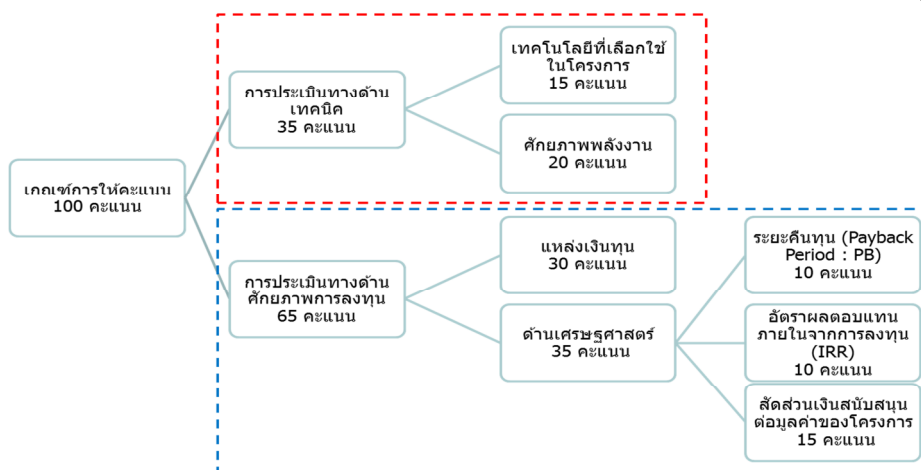 เกณฑ์การให้คะแนน
100 คะแนน
การประเมินทางด้าน
เทคนิค
35 คะแนน
เทคโนโลยีที่เลือกใช้
ในโครงการ
15 คะแนน
ศักยภาพพลังงาน
20 คะแนน
การประเมินทางด้าน
ศักยภาพการลงทุน
65 คะแนน
แหล่งเงินทุน
30 คะแนน
ด้านเศรษฐศาสตร์
35 คะแนน
ระยะคืนทุน (Payback
Period : PB)
10 คะแนน
อัตราผลตอบแทน
ภายในจากการลงทุน
(IRR)
10 คะแนน
สัดส่วนเงินสนับสนุน
ต่อมูลค่าของโครงการ
15 คะแนน